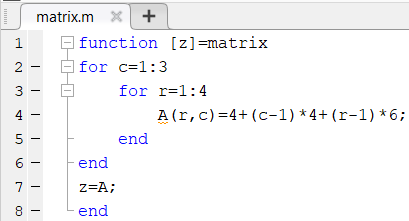 matrix.m
1 function [z]=matrix
2 for c=1:3
3 for r=1:4
4 A(r,c)=4+(c-1)*4+(r-1)*6;
5 end
6 end
7 z=A;
8 end